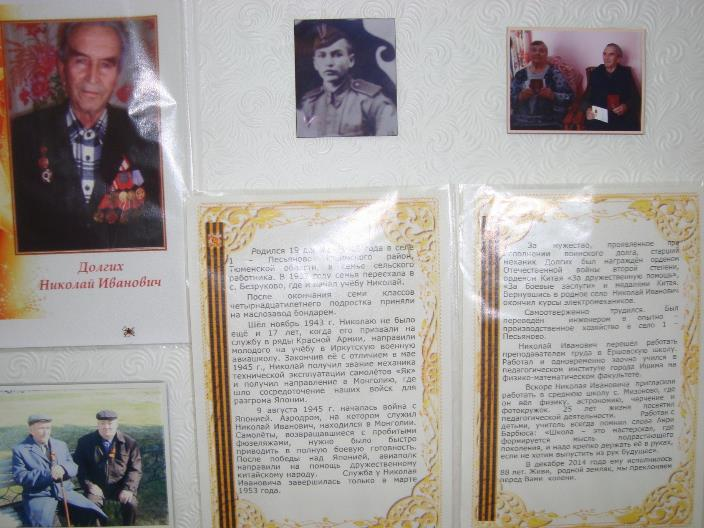 Долгих
Николай Иванович
Родился 19 года в селе
1 – Песьяново район,
Тюменской области, в семье сельского
работника. В семья переехала в
с. Безруково, где и начал учёбу Николай.
После окончания семи классов
четырнадцатилетнего подростка приняли
на маслозавод бондарем.
Шёл ноябрь 1943 г. Николаю не было
ещё и 17 лет, когда его призвали на
службу в ряды Красной Армии, направили
молодого на учёбу в Иркутскую военную
авиашколу. Закончив её с отличием в мае
1945 г., Николай получил звание механика
технической эксплуатации самолётов «Як»
и получил направление в Монголию, где
шло сосредоточение наших войск для
разгрома Японии.
9 августа 1945 г. началась война с
Японией. Аэродром, на котором служил
Николай Иванович, находился в Монголии.
Самолёты, возвращавшиеся с пробитыми
фюзеляжами, нужно было быстро
приводить в полную боевую готовность.
После победы над Японией, авиаполк
направили на помощь дружественному
китайскому народу. Служба у Николая
Ивановича завершилась только в марте
1953 года.
За мужество, проявленное при
исполнении воинского долга, старший
механик Долгих был награждён орденом
Отечественной войны второй степени,
орденом Китая «За дружественную помощь»,
«За боевые заслуги» и медалями Китая.
Вернувшись в родное село Николай Иванович
окончил курсы электромехаников.
Самоотверженно трудился. Был
переведён инженером в опытно –
производственное хозяйство в село 1 –
Песьяново.
Николай Иванович перешёл работать
преподавателем труда в Ершовскую школу.
Работал и одновременно заочно учился в
педагогическом институте города Ишима на
физико-математическом факультете.
Вскоре Николая Ивановича пригласили
работать в среднюю школу с. Мизоново, где
он вёл физику, астрономию, черчение и
фотокружок. 25 лет жизни посвятил
педагогической деятельности. Работая с
детьми, учитель всегда помнил слова Анри
Барбюса: «Школа – это мастерская, где
формируется мысль подрастающего
поколения, и надо крепко держать её в руках,
если не хотим выпустить из рук будущее».
В декабре 2014 года ему исполнилось
88 лет. Живи, родной земляк, мы преклоняем
перед Вами колени.